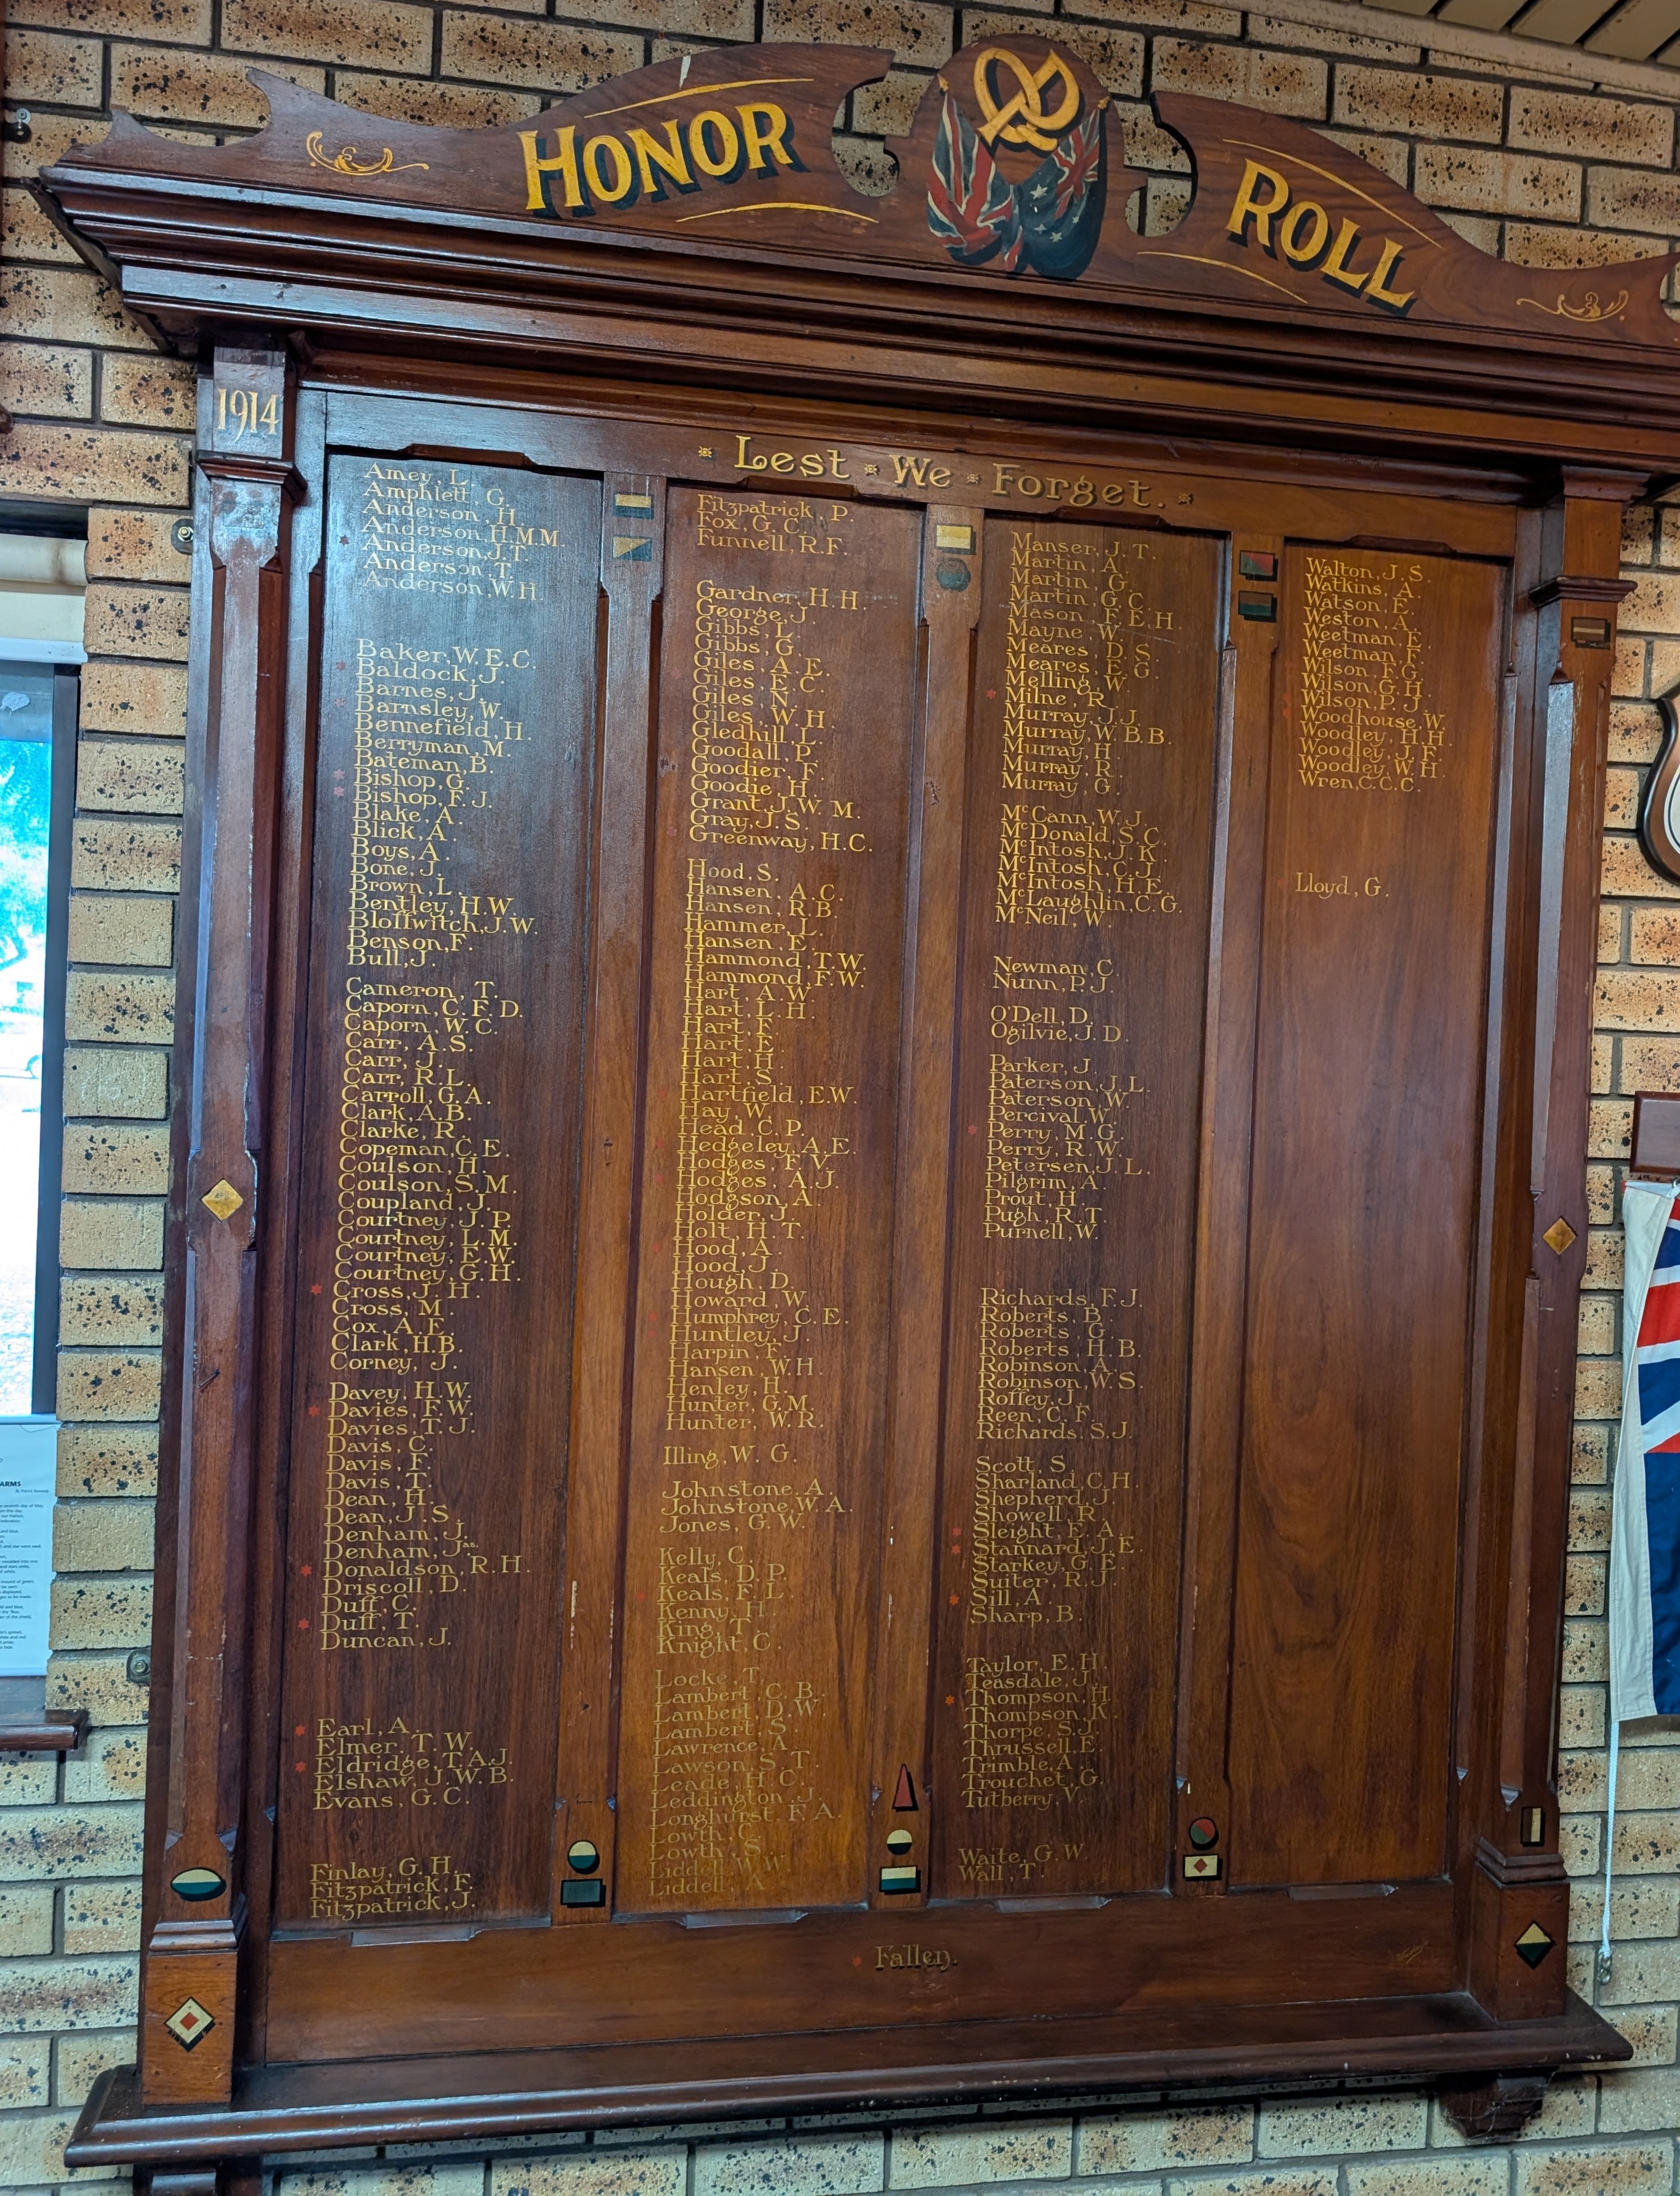 HONOR ROLL
1914
Lest We Forget.
Amey, L.
Amphlett, G.
Anderson, H.
Anderson, H.M.M.
Anderson, J.T.
Anderson, T.
Anderson, W.H.
Baker, W.E.C.
Baldock, J.
Barnes, J.
Barnsley, W.
Bennefield, H.
Berryman, M.
Bateman, B.
Bishop, G.
Bishop, F.J.
Blake, A.
Blick, A.
Boys, A.
Bone, J.
Brown, L.
Bentley, H.W.
Bloffwitch, J.W.
Benson, F.
Bull, J.
Cameron, T.
Caporn, C.F.D.
Caporn, W.C.
Carr, A.S.
Carr, J.
Carr, R.L.
Carroll, G.A.
Clark, A.B.
Clarke, R.
Copeman, C.E.
Coulson, H.
Coulson, S.M.
Coupland, J.
Courtney, J.P.
Courtney, L.M.
Courtney, E.W.
Courtney, G.H.
Cross, J.H.
Cross, M.
Cox, A.E.
Clark, H.B.
Corney, J.
Davey, H.W.
Davies, F.W.
Davies, T.J.
Davis, C.
Davis, F.
Davis, T.
Dean, H.
Dean, J.S.
Denham, J.
Denham, Jas.
Donaldson, R.H.
Driscoll, D.
Duff, C.
Duff, T.
Duncan, J.
Earl, A.
Elmer, T.W.
Eldridge, T.A.J.
Elshaw, J.W.B.
Evans, G.C.
Finlay, G.H.
Fitzpatrick, F.
Fitzpatrick, J.
Fitzpatrick, P.
Fox, G.C.
Funnell, R.F.
Gardner, H.H.
George, J.
Gibbs, L.
Gibbs, G.
Giles, A.E.
Giles, E.C.
Giles, N.
Giles, W.H.
Gledhill, L.
Goodall, P.
Goodier, F.
Goodie, H.
Grant, J.W.M.
Gray, J.S.
Greenway, H.C.
Hood, S.
Hansen, A.C.
Hansen, R.B.
Hammer, L.
Hansen, E.
Hammond, T.W.
Hammond, F.W.
Hart, A.W.
Hart, L.H.
Hart, F.
Hart, E.
Hart, H.
Hart, S.
Hartfield, E.W.
Hay, W.
Head, C.P.
Hedgeley, A.E.
Hodges, F.V.
Hodges, A.J.
Hodgson, A.
Holder, J.
Holt, H.T.
Hood, A.
Hood, J.
Hough, D.
Howard, W.
Humphrey, C.E.
Huntley, J.
Harpin, F.
Hansen, W.H.
Henley, H.
Hunter, G.M.
Hunter, W.R.
Illing, W.G.
Johnstone, A.
Johnstone, W.A.
Jones, G.W.
Kelly, C.
Keals, D.P.
Keals, F.L.
Kenny, H.
King, T.
Knight, C.
Locke, T.
Lambert, C.B.
Lambert, D.W.
Lambert, S.
Lawrence, A.
Lawson, S.T.
Leade, H.C.
Leddington, J.
Longhurst, F.A.
Lowth, C.
Lowth, S.
Liddell, W.W.
Liddell, A.
Manser, J.T.
Martin, A.
Martin, G.
Martin, G.C.
Mason, F.E.H.
Mayne, W.
Meares, D.S.
Meares, E.G.
Melling, W.
Milne, R.
Murray, J.J.
Murray, W.B.B.
Murray, H.
Murray, R.
Murray, G.
McCann, W.J.
McDonald, S.C.
McIntosh, J.K.
McIntosh, C.J.
McIntosh, H.E.
McLaughlin, C.G.
McNeil, W.
Newman, C.
Nunn, P.J.
O'Dell, D.
Ogilvie, J.D.
Parker, J.
Paterson, J.L.
Paterson, W.
Percival, W.
Perry, M.G.
Perry, R.W.
Petersen, J.L.
Pilgrim, A.
Prout, H.
Pugh, R.T.
Purnell, W.
Richards, F.J.
Roberts, B.
Roberts, G.
Roberts, H.B.
Robinson, A.
Robinson, W.S.
Roffey, J.
Reen, C.F.
Richards, S.J.
Scott, S.
Sharland, C.H.
Shepherd, J.
Showell, R.
Sleight, E.A.
Stannard, J.E.
Starkey, G.E.
Suiter, R.J.
Sill, A.
Sharp, B.
Taylor, E.H.
Teasdale, J.
Thompson, H.
Thompson, K.
Thorpe, S.J.
Thrussell, E.
Trimble, A.
Trouchet, G.
Tutberry, V.
Waite, G.W.
Wall, T.
Walton, J.S.
Watkins, A.
Watson, E.
Weston, A.
Weetman, E.
Weetman, F.
Wilson, F.G.
Wilson, G.H.
Wilson, P.J.
Woodhouse, W.
Woodley, H.H.
Woodley, J.F.
Woodley, W.H.
Wren, C.C.C.
Lloyd, G.
Fallen.
ARMS